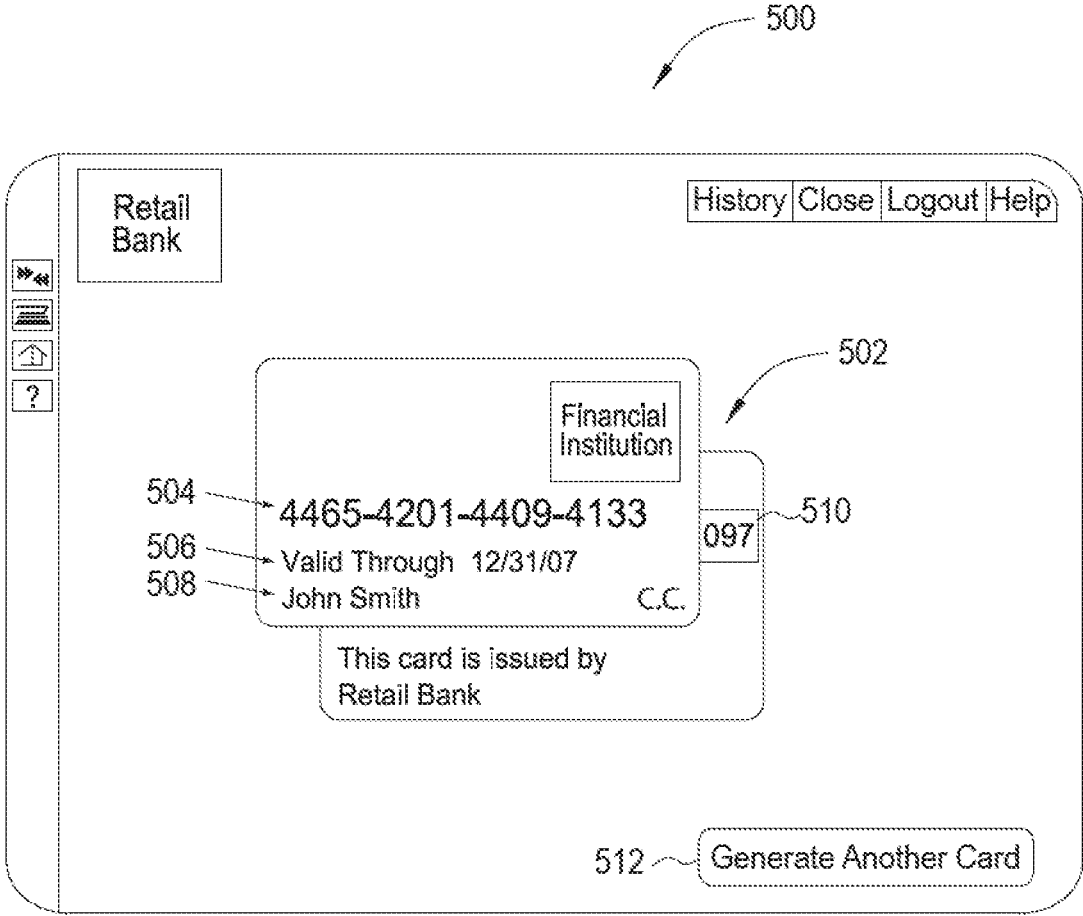 500
Retail
Bank
History Close Logout Help
?
502
Financial
Institution
504
4465-4201-4409-4133
097
510
506
Valid Through 12/31/07
508
John Smith
C.C.
This card is issued by
Retail Bank
512
Generate Another Card